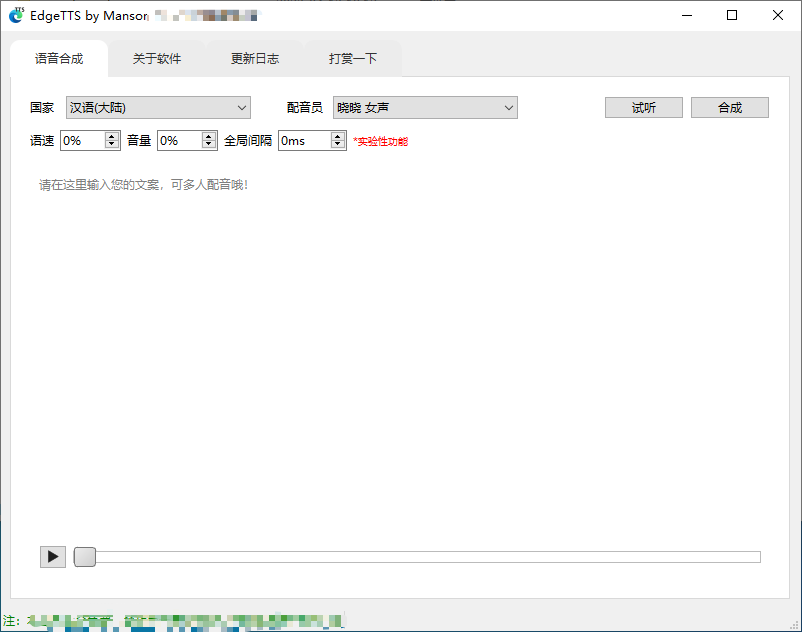 TTS
EdgeTTS by Manson
语音合成 关于软件 更新日志 打赏一下
国家 汉语(大陆) 配音员 晓晓 女声 试听 合成
语速 0% 音量 0% 全局间隔 0ms *实验性功能
请在这里输入您的文案，可多人配音哦！
注：